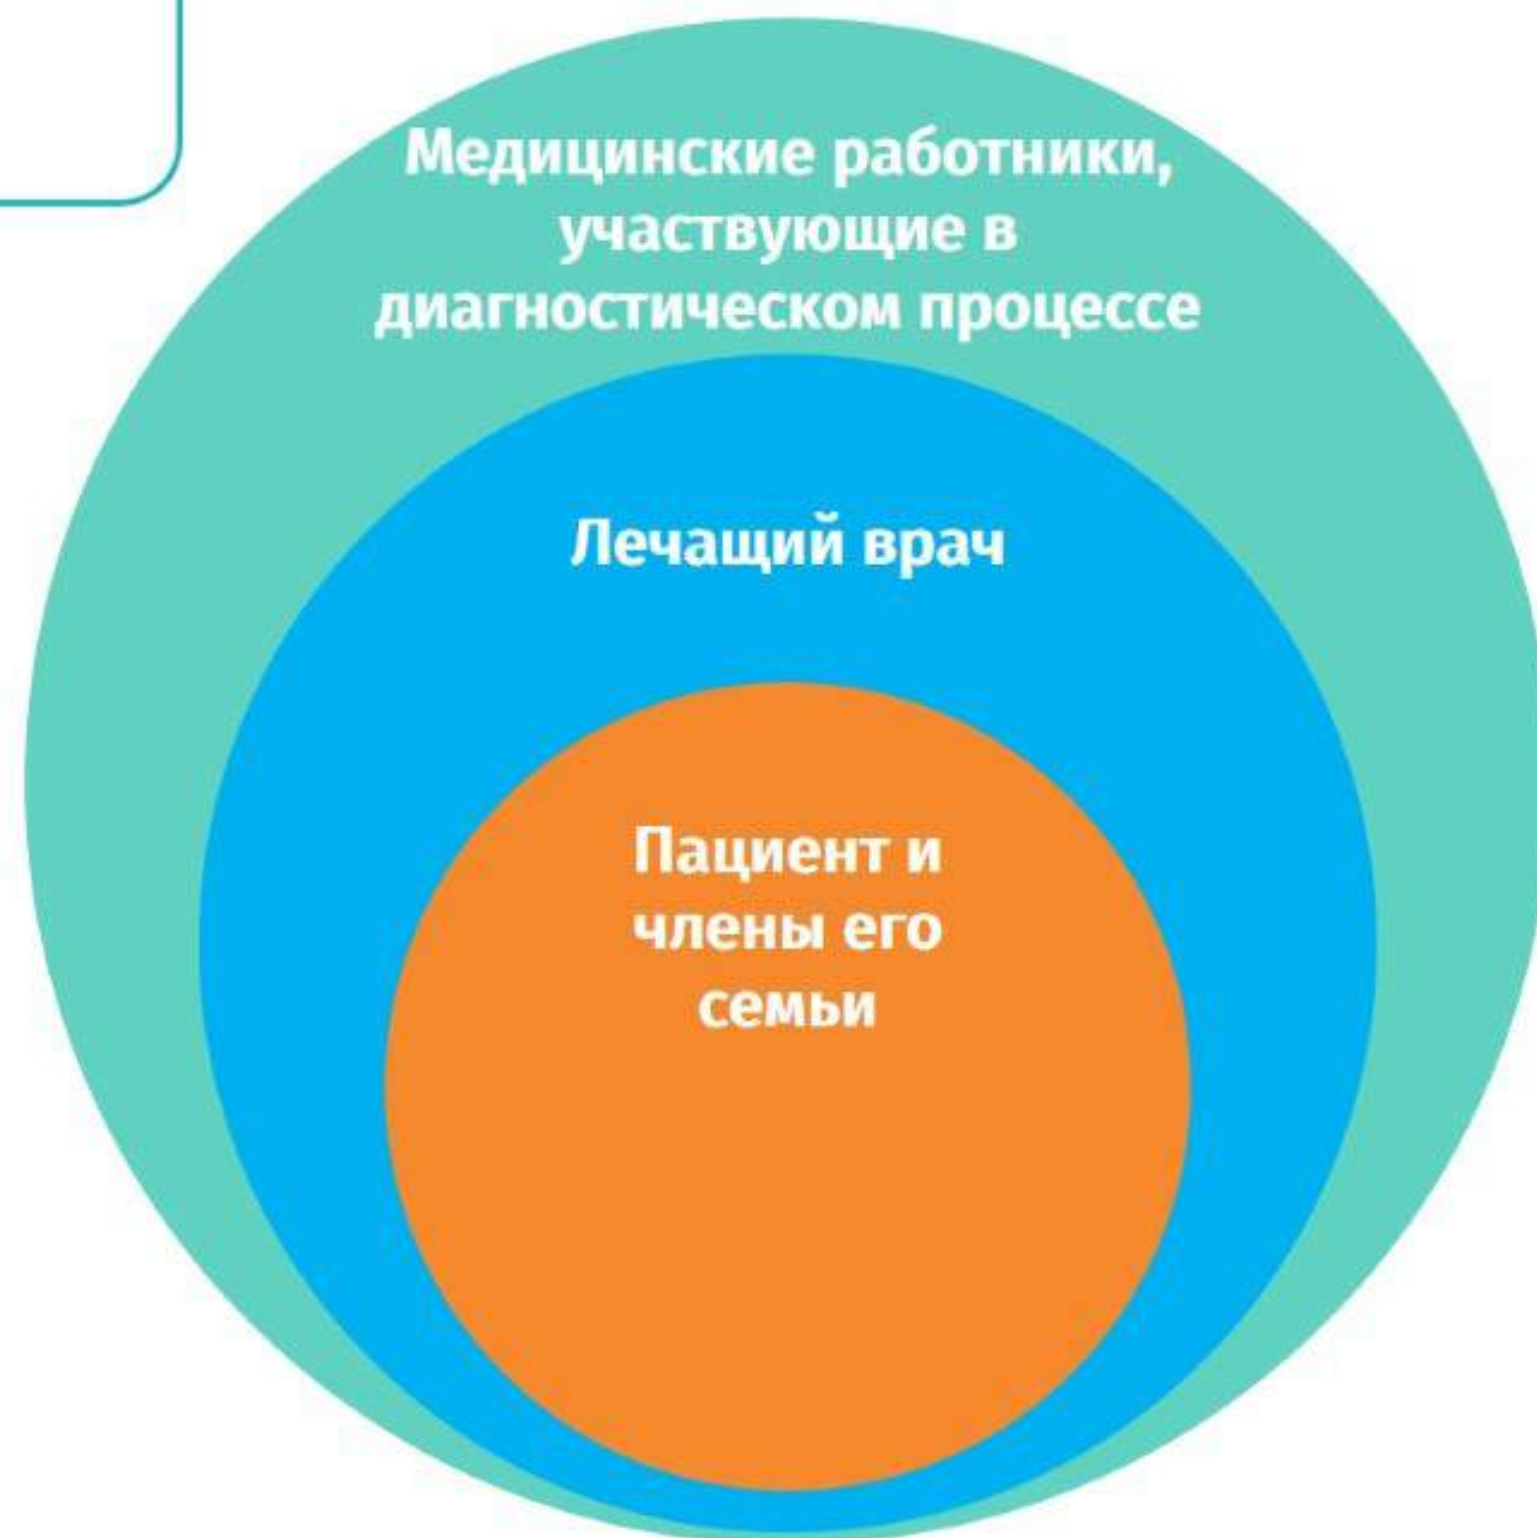 Медицинские работники,
участвующие в
диагностическом процессе
Лечащий врач
Пациент и
члены его
семьи